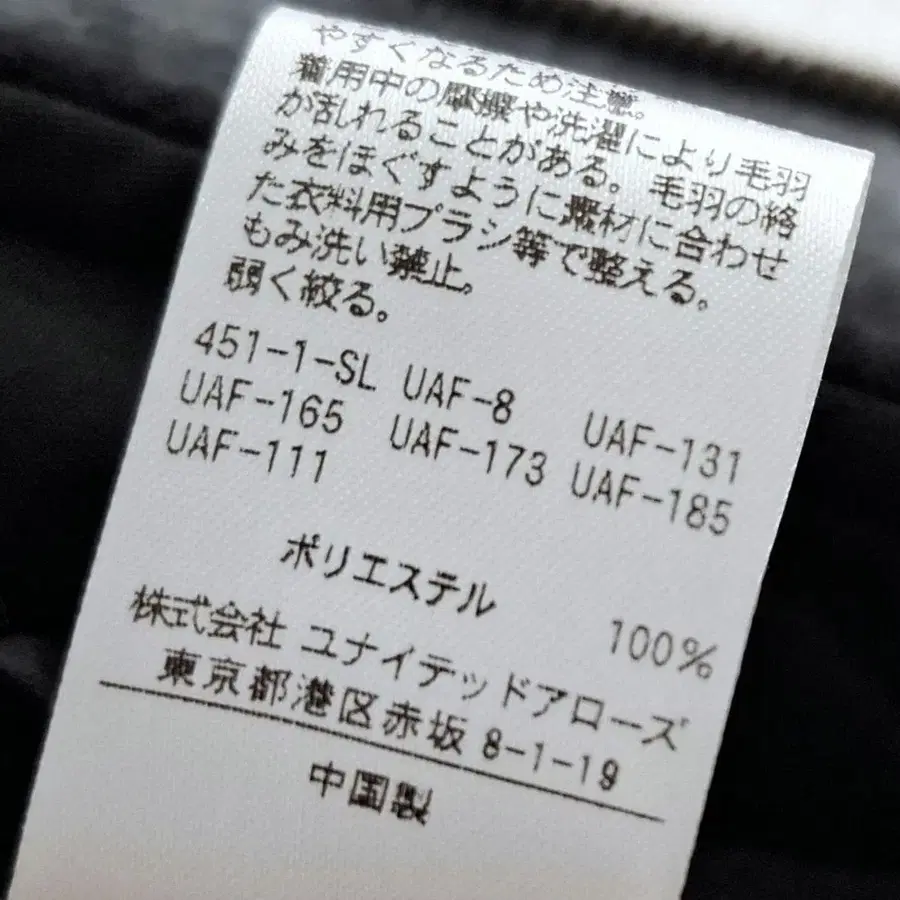 やすくなるため注意。
着用中の摩擦や洗濯により毛羽
が乱れることがある。毛羽の絡
みをほぐすように素材に合わせ
た衣料用ブラシ等で整える。
もみ洗い禁止。
弱く絞る。
451-1-SL UAF-8 UAF-131
UAF-165 UAF-173 UAF-185
UAF-111
ポリエステル 100%
株式会社 ユナイテッドアローズ
東京都港区赤坂 8-1-19
中国製